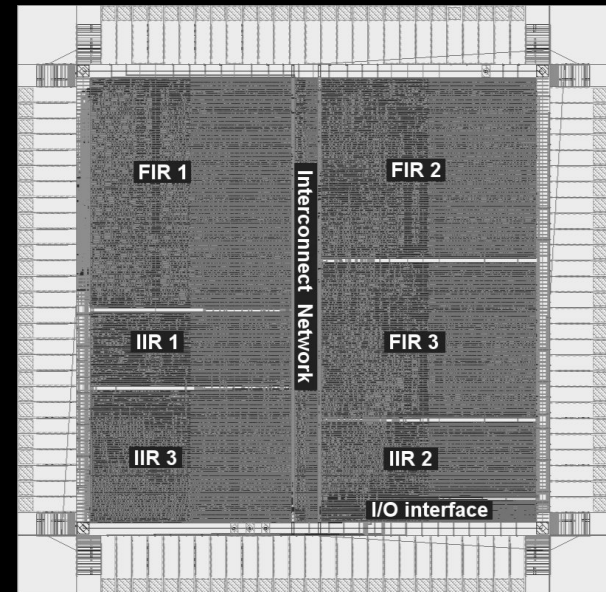 FIR 1
FIR 2
Interconnect Network
IIR 1
FIR 3
IIR 3
IIR 2
I/O interface